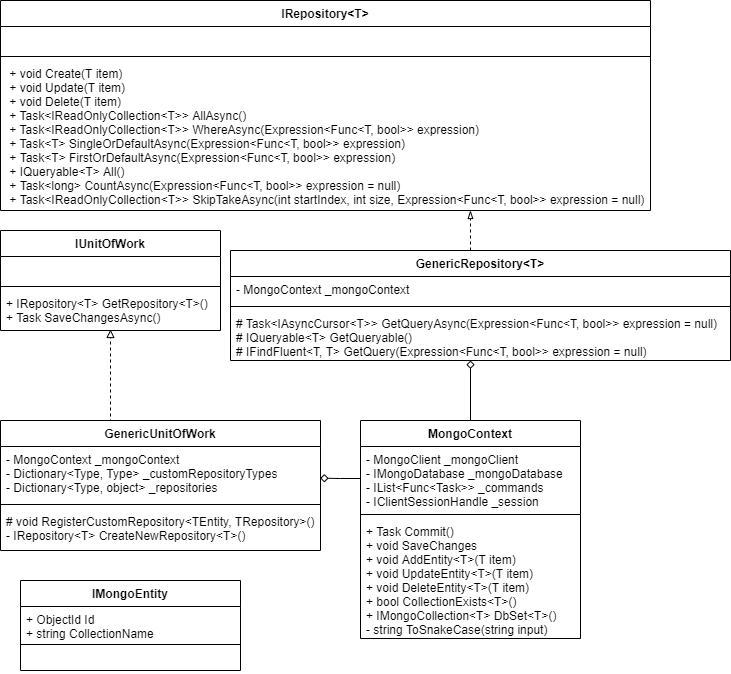 IRepository<T>
+ void Create(T item)
+ void Update(T item)
+ void Delete(T item)
+ Task<IReadOnlyCollection<T>> AllAsync()
+ Task<IReadOnlyCollection<T>> WhereAsync(Expression<Func<T, bool>> expression)
+ Task<T> SingleOrDefaultAsync(Expression<Func<T, bool>> expression)
+ Task<T> FirstOrDefaultAsync(Expression<Func<T, bool>> expression)
+ IQueryable<T> All()
+ Task<long> CountAsync(Expression<Func<T, bool>> expression = null)
+ Task<IReadOnlyCollection<T>> SkipTakeAsync(int startIndex, int size, Expression<Func<T, bool>> expression = null)
IUnitOfWork
+ IRepository<T> GetRepository<T>()
+ Task SaveChangesAsync()
GenericRepository<T>
- MongoContext _mongoContext
# Task<IAsyncCursor<T>> GetQueryAsync(Expression<Func<T, bool>> expression = null)
# IQueryable<T> GetQueryable()
# IFindFluent<T, T> GetQuery(Expression<Func<T, bool>> expression = null)
GenericUnitOfWork
- MongoContext _mongoContext
- Dictionary<Type, Type> _customRepositoryTypes
- Dictionary<Type, object> _repositories
# void RegisterCustomRepository<TEntity, TRepository>()
- IRepository<T> CreateNewRepository<T>()
MongoContext
- MongoClient _mongoClient
- IMongoDatabase _mongoDatabase
- IList<Func<Task>> _commands
- IClientSessionHandle _session
+ Task Commit()
+ void SaveChanges
+ void AddEntity<T>(T item)
+ void UpdateEntity<T>(T item)
+ void DeleteEntity<T>(T item)
+ bool CollectionExists<T>()
+ IMongoCollection<T> DbSet<T>()
- string ToSnakeCase(string input)
IMongoEntity
+ ObjectId Id
+ string CollectionName